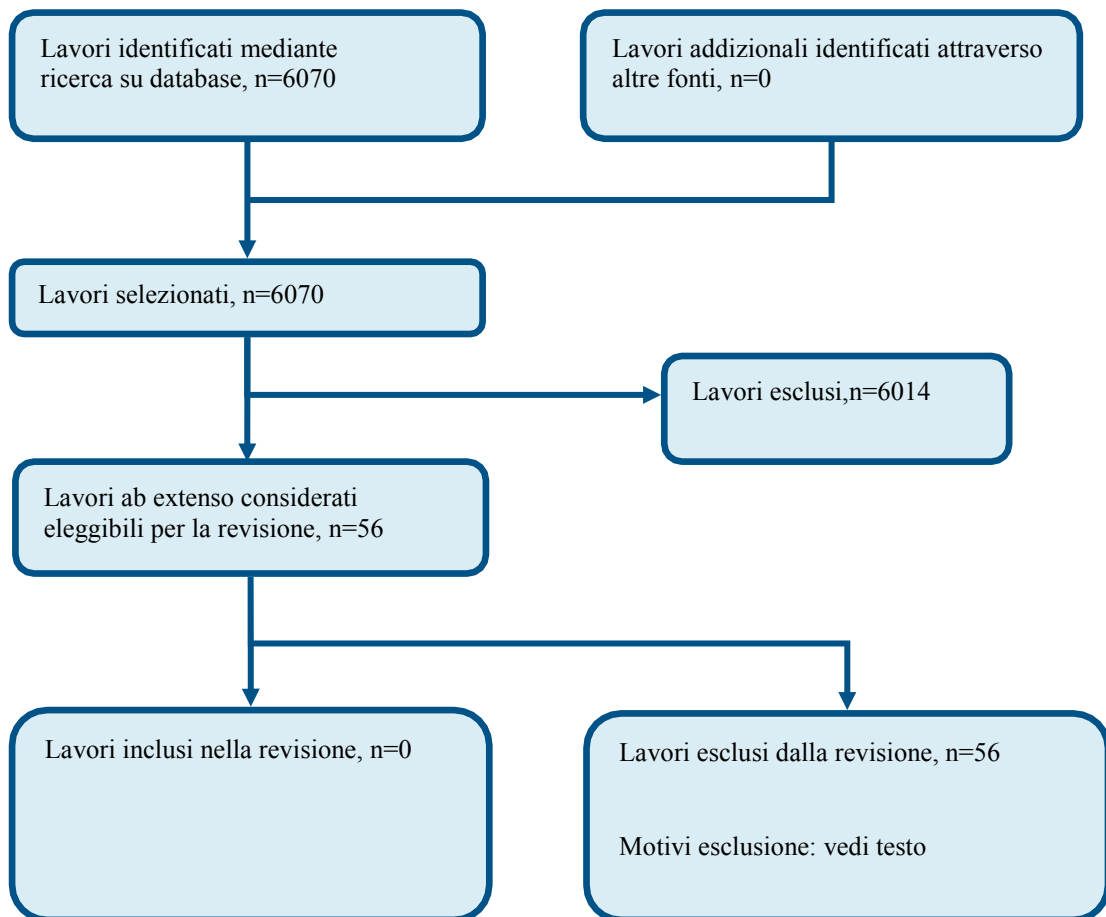 Lavori identificati mediante
ricerca su database, n=6070
Lavori addizionali identificati attraverso
altre fonti, n=0
Lavori selezionati, n=6070
Lavori esclusi,n=6014
Lavori ab extenso considerati
eleggibili per la revisione, n=56
Lavori inclusi nella revisione, n=0
Lavori esclusi dalla revisione, n=56
Motivi esclusione: vedi testo